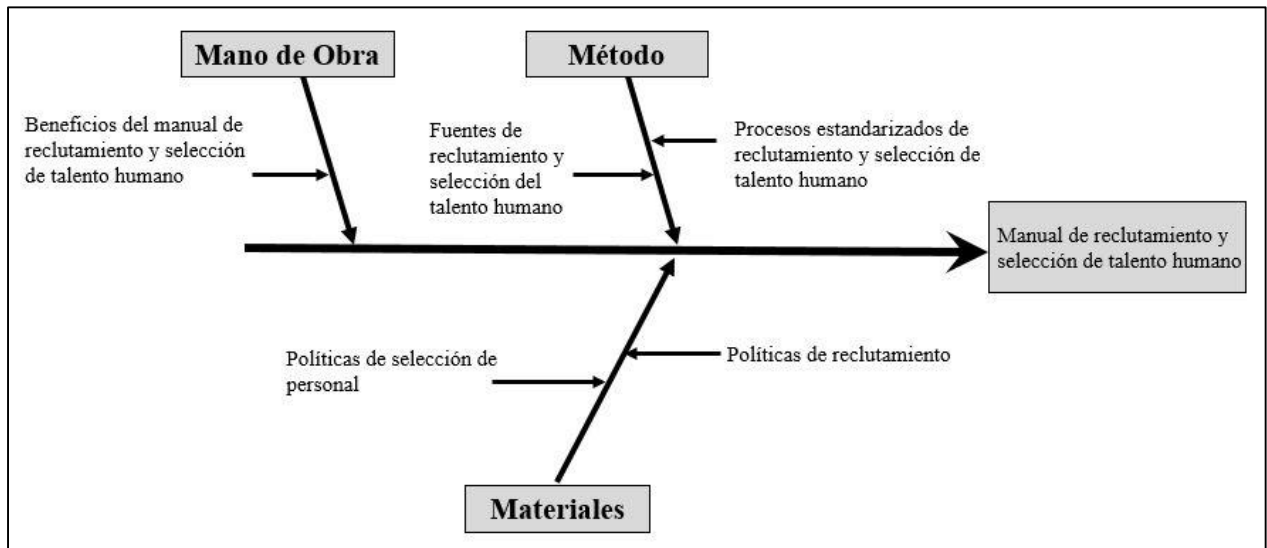 Mano de Obra
Método
Beneficios del manual de
reclutamiento y selección
de talento humano
Fuentes de
reclutamiento y
selección del
talento humano
Procesos estandarizados de
reclutamiento y selección de
talento humano
Manual de reclutamiento y
selección de talento humano
Políticas de selección de
personal
Políticas de reclutamiento
Materiales